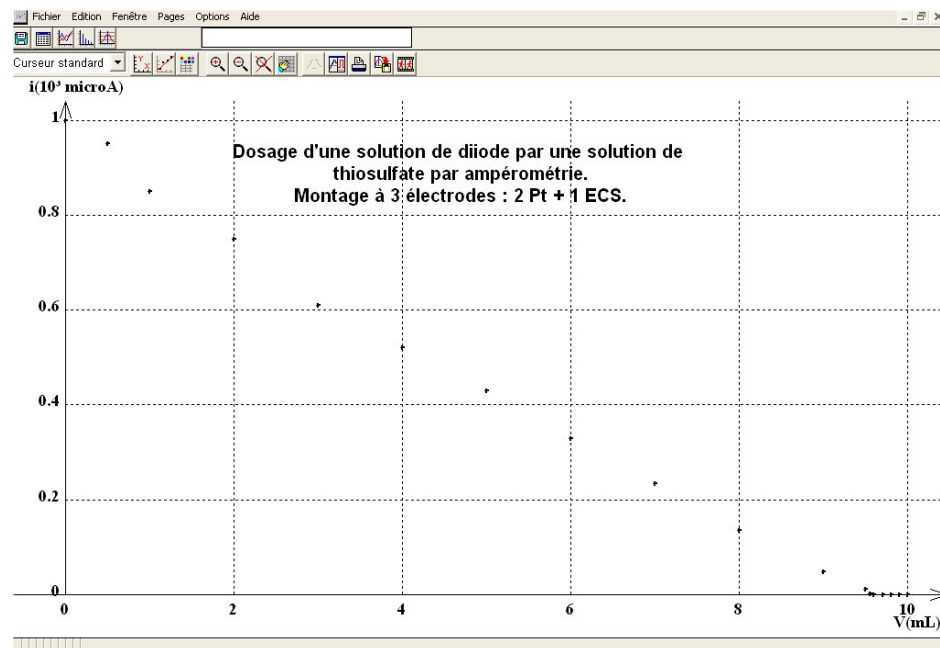 Fichier Edition Fenêtre Pages Options Aide
Curseur standard
i(10³ microA)
Dosage d'une solution de diiode par une solution de
thiosulfate par ampérométrie.
Montage à 3 électrodes : 2 Pt + 1 ECS.
1
0.8
0.6
0.4
0.2
0
0 2 4 6 8 10
V(mL)